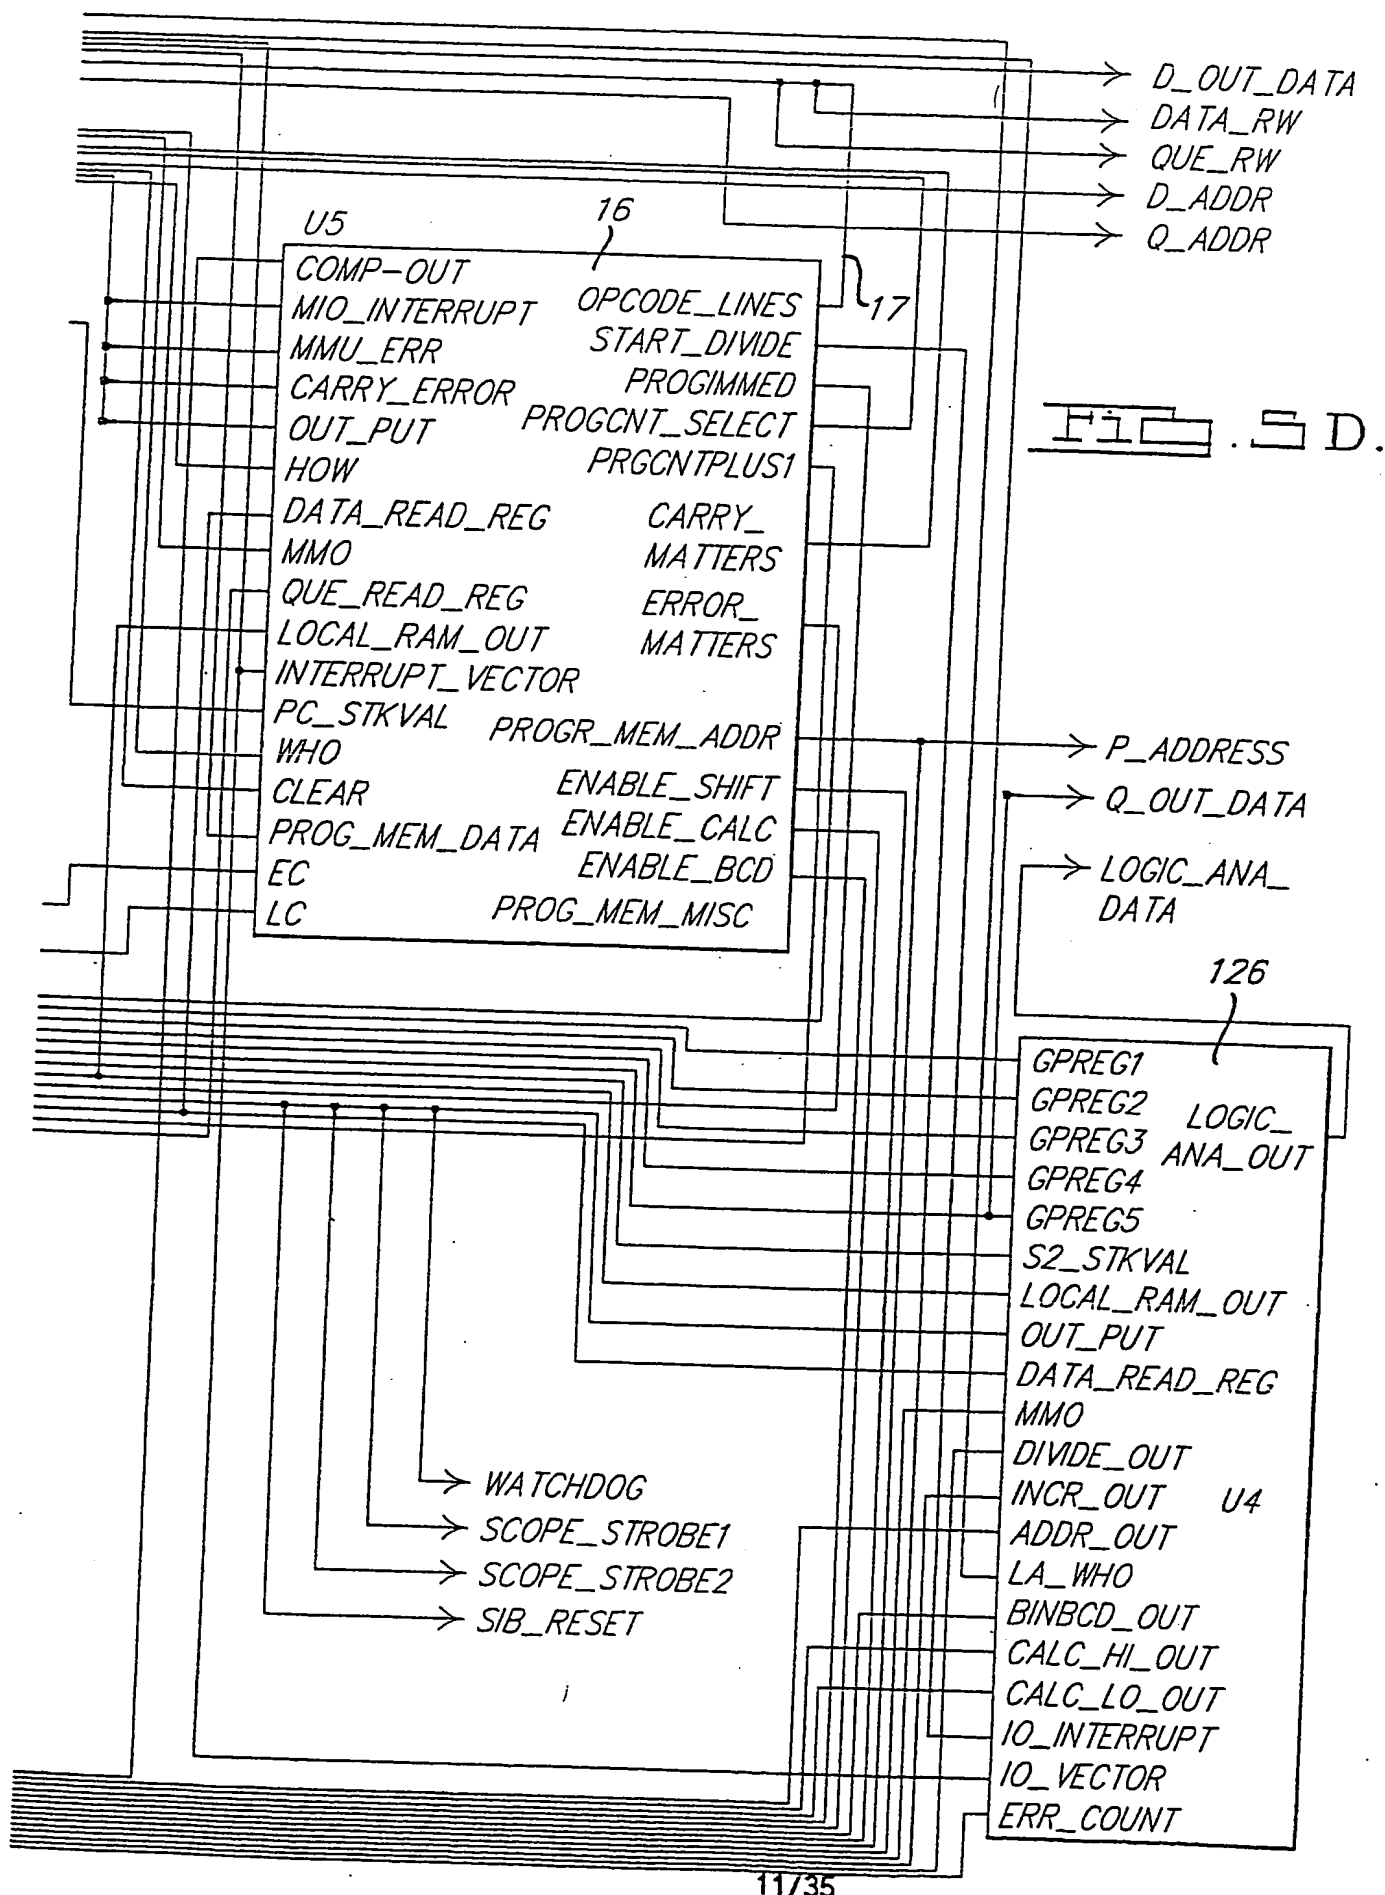 D_OUT_DATA
DATA_RW
QUE_RW
D_ADDR
Q_ADDR
U5
16
17
COMP-OUT
MIO_INTERRUPT
MMU_ERR
CARRY_ERROR
OUT_PUT
HOW
DATA_READ_REG
MMO
QUE_READ_REG
LOCAL_RAM_OUT
INTERRUPT_VECTOR
PC_STKVAL
WHO
CLEAR
PROG_MEM_DATA
EC
LC
OPCODE_LINES
START_DIVIDE
PROGIMMED
PROGCNT_SELECT
PRGCNTPLUS1
CARRY_
MATTERS
ERROR_
MATTERS
PROGR_MEM_ADDR
ENABLE_SHIFT
ENABLE_CALC
ENABLE_BCD
PROG_MEM_MISC
FIG. 5D.
P_ADDRESS
Q_OUT_DATA
LOGIC_ANA_
DATA
126
GPREG1
GPREG2
GPREG3
GPREG4
GPREG5
S2_STKVAL
LOCAL_RAM_OUT
OUT_PUT
DATA_READ_REG
MMO
DIVIDE_OUT
INCR_OUT
ADDR_OUT
LA_WHO
BINBCD_OUT
CALC_HI_OUT
CALC_LO_OUT
IO_INTERRUPT
IO_VECTOR
ERR_COUNT
LOGIC_
ANA_OUT
U4
WATCHDOG
SCOPE_STROBE1
SCOPE_STROBE2
SIB_RESET
11/35